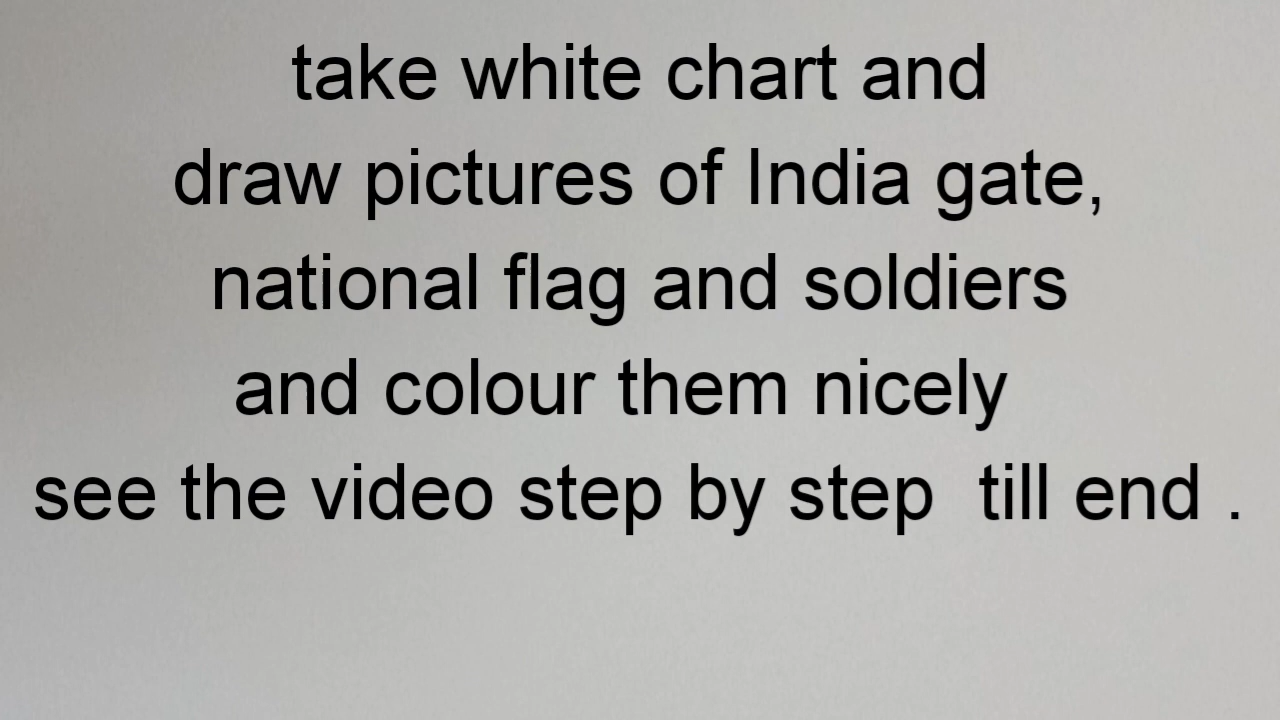 take white chart and
draw pictures of India gate,
national flag and soldiers
and colour them nicely
see the video step by step  till end .